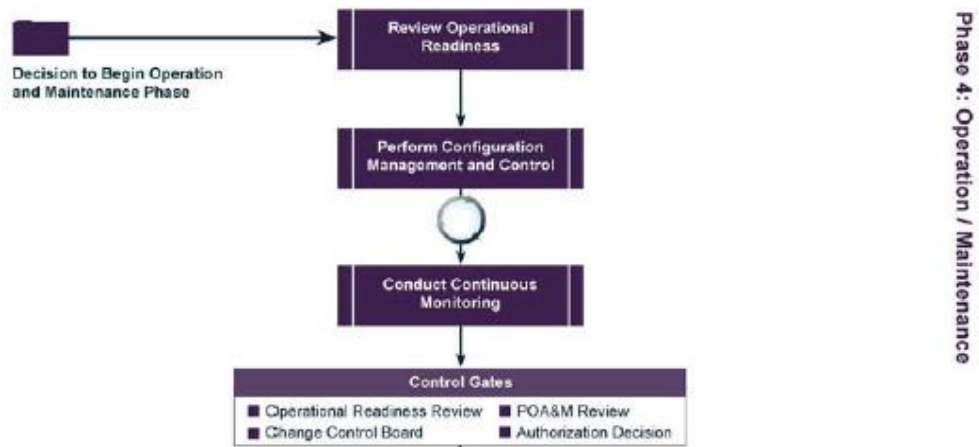 Review Operational
Readiness
Decision to Begin Operation
and Maintenance Phase
Perform Configuration
Management and Control
Conduct Continuous
Monitoring
Control Gates
Operational Readiness Review
POA&M Review
Change Control Board
Authorization Decision
Phase 4: Operation / Maintenance